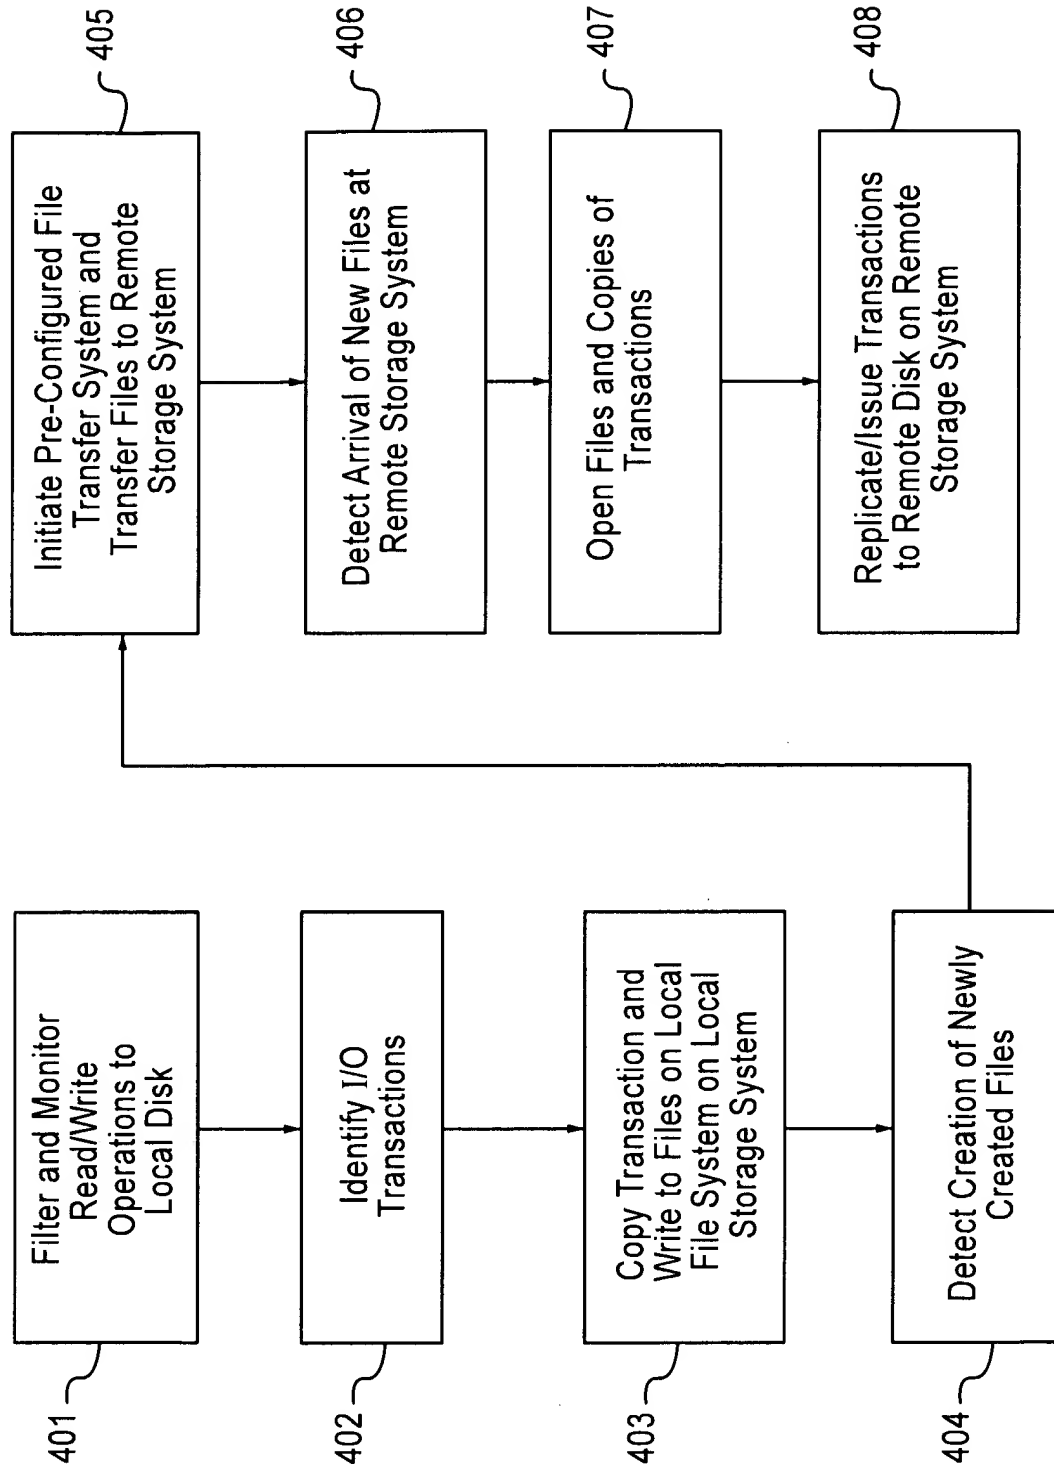 401
Filter and Monitor
Read/Write
Operations to
Local Disk
402
Identify I/O
Transactions
403
Copy Transaction and
Write to Files on Local
File System on Local
Storage System
404
Detect Creation of Newly
Created Files
405
Initiate Pre-Configured File
Transfer System and
Transfer Files to Remote
Storage System
406
Detect Arrival of New Files at
Remote Storage System
407
Open Files and Copies of
Transactions
408
Replicate/Issue Transactions
to Remote Disk on Remote
Storage System